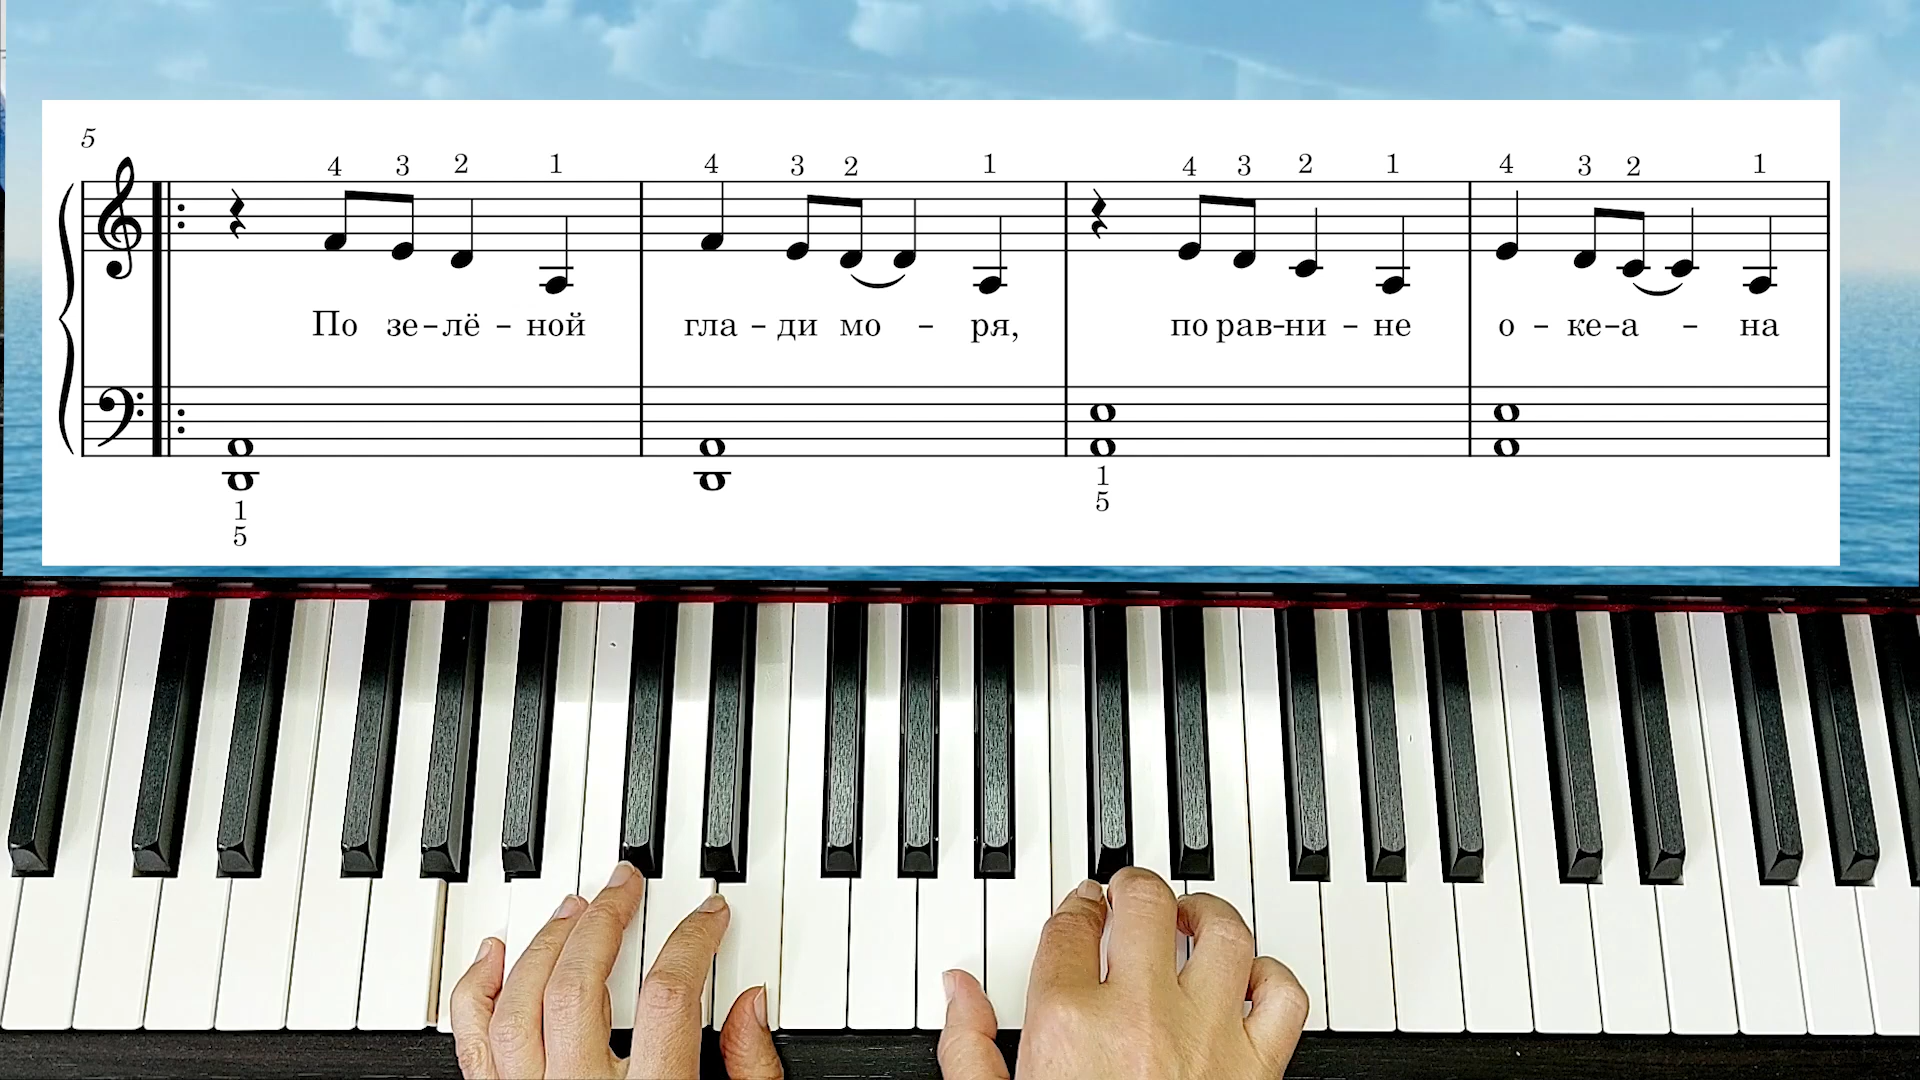 5
4 3 2 1 4 3 2 1 4 3 2 1 4 3 2 1
По зе-лё - ной гла - ди мо - ря, по рав-ни - не о - ке-а - на
1 1
5 5